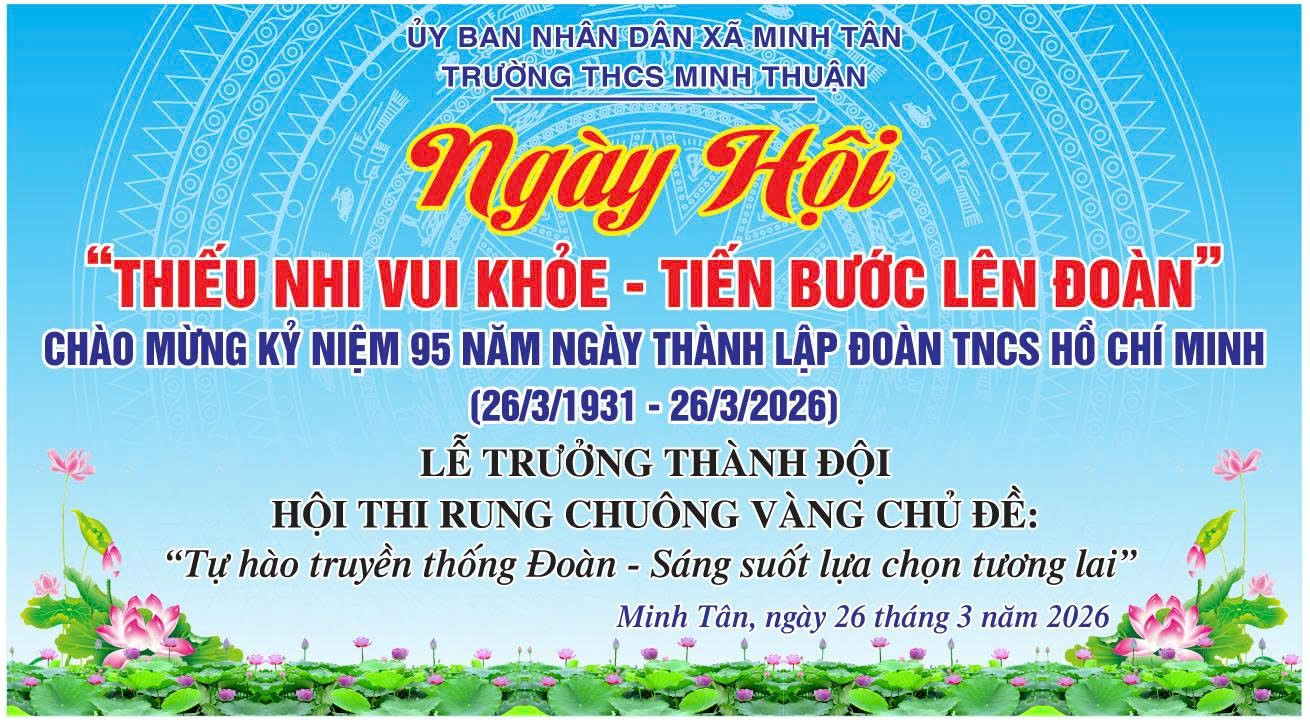 ỦY BAN NHÂN DÂN XÃ MINH TÂN
TRƯỜNG THCS MINH THUẬN
Ngày Hội
“THIẾU NHI VUI KHỎE - TIẾN BƯỚC LÊN ĐOÀN”
CHÀO MỪNG KỶ NIỆM 95 NĂM NGÀY THÀNH LẬP ĐOÀN TNCS HỒ CHÍ MINH
(26/3/1931 - 26/3/2026)
LỄ TRƯỞNG THÀNH ĐỘI
HỘI THI RUNG CHUÔNG VÀNG CHỦ ĐỀ:
“Tự hào truyền thống Đoàn - Sáng suốt lựa chọn tương lai”
Minh Tân, ngày 26 tháng 3 năm 2026